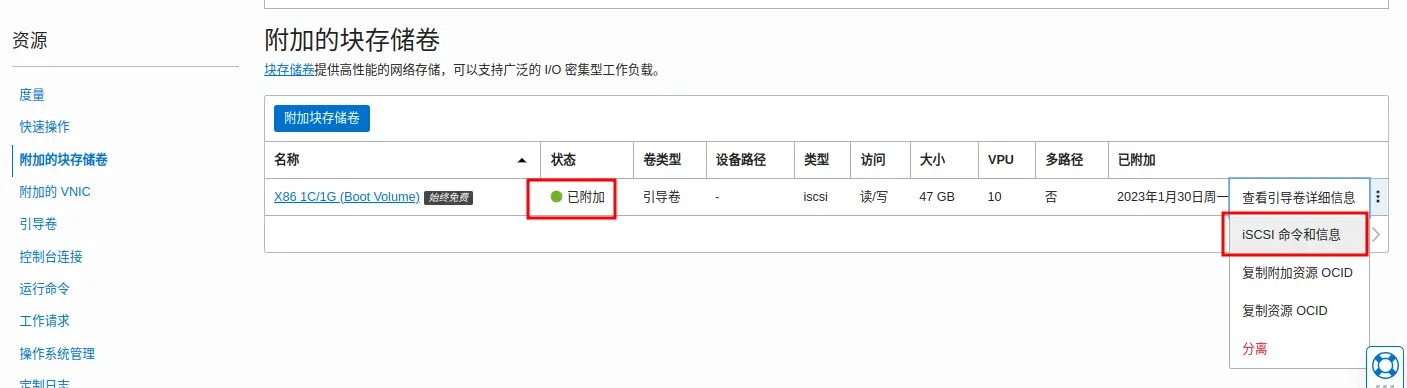 资源
度量
快速操作
附加的块存储卷
附加的 VNIC
引导卷
控制台连接
运行命令
工作请求
操作系统管理
定制日志
附加的块存储卷
块存储卷提供高性能的网络存储，可以支持广泛的 I/O 密集型工作负载。
附加块存储卷
名称 状态 卷类型 设备路径 类型 访问 大小 VPU 多路径 已附加
X86 1C/1G (Boot Volume) 始终免费 已附加 引导卷 - iscsi 读/写 47 GB 10 否 2023年1月30日周一
查看引导卷详细信息
iSCSI 命令和信息
复制附加资源 OCID
复制资源 OCID
分离